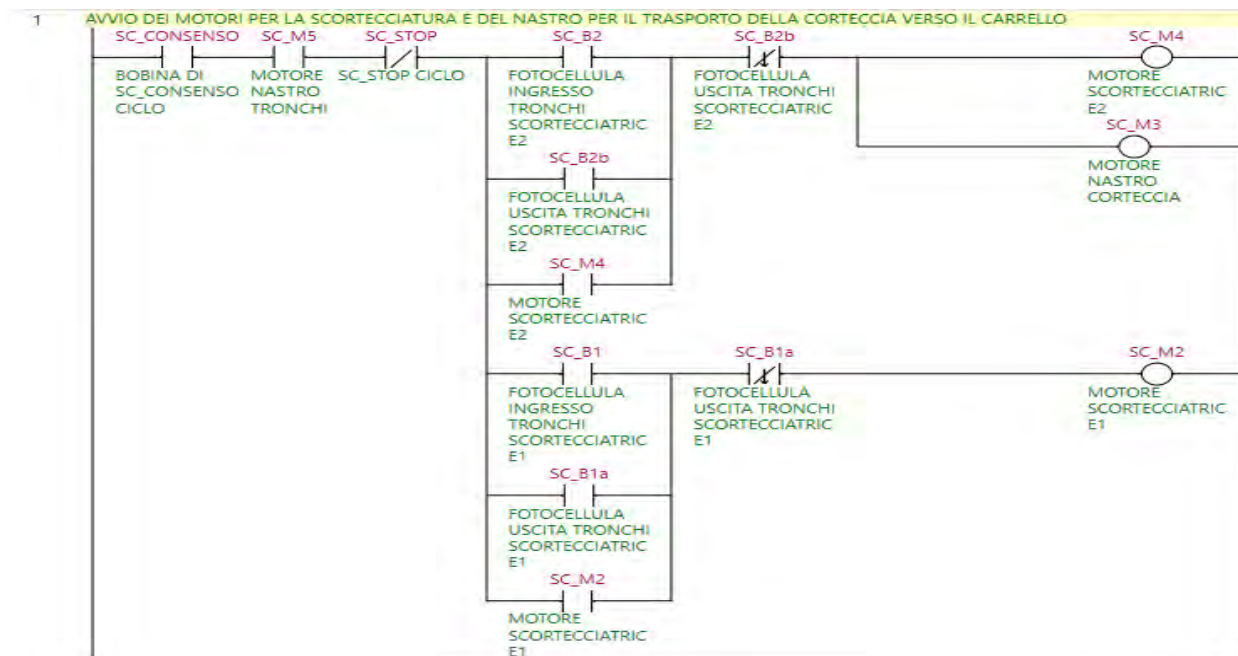 1 AVVIO DEI MOTORI PER LA SCORTECCIATURA E DEL NASTRO PER IL TRASPORTO DELLA CORTECCIA VERSO IL CARRELLO
SC_CONSENSO SC_M5 SC_STOP SC_B2 SC_B2b SC_M4
BOBINA DI MOTORE SC_STOP CICLO FOTOCELLULA FOTOCELLULA MOTORE
SC_CONSENSO NASTRO INGRESSO USCITA TRONCHI SCORTECCIATRIC
CICLO TRONCHI TRONCHI SCORTECCIATRIC E2
SCORTECCIATRIC E2 SC_M3
E2
SC_B2b MOTORE
NASTRO
FOTOCELLULA CORTECCIA
USCITA TRONCHI
SCORTECCIATRIC
E2
SC_M4
MOTORE
SCORTECCIATRIC
E2
SC_B1 SC_B1a SC_M2
FOTOCELLULA FOTOCELLULA MOTORE
INGRESSO USCITA TRONCHI SCORTECCIATRIC
TRONCHI SCORTECCIATRIC E1
SCORTECCIATRIC E1
E1
SC_B1a
FOTOCELLULA
USCITA TRONCHI
SCORTECCIATRIC
E1
SC_M2
MOTORE
SCORTECCIATRIC
E1